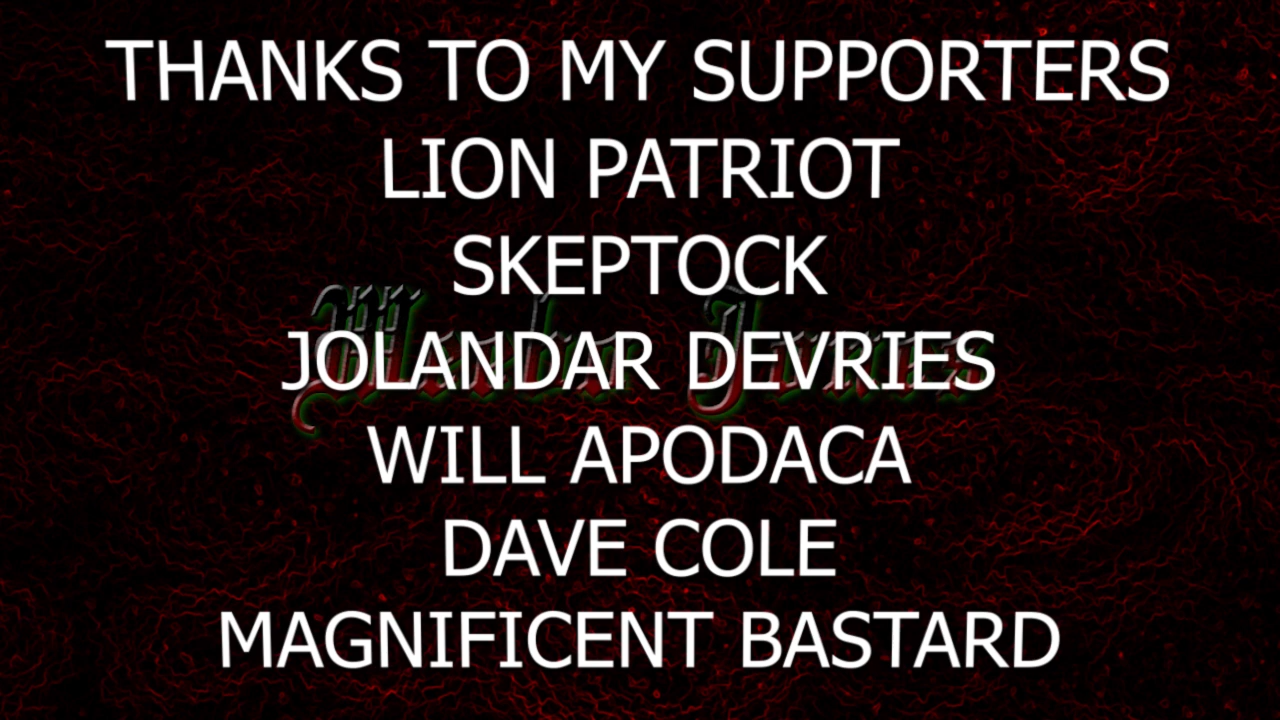 THANKS TO MY SUPPORTERS
LION PATRIOT
SKEPTOCK
JOLANDAR DEVRIES
WILL APODACA
DAVE COLE
MAGNIFICENT BASTARD